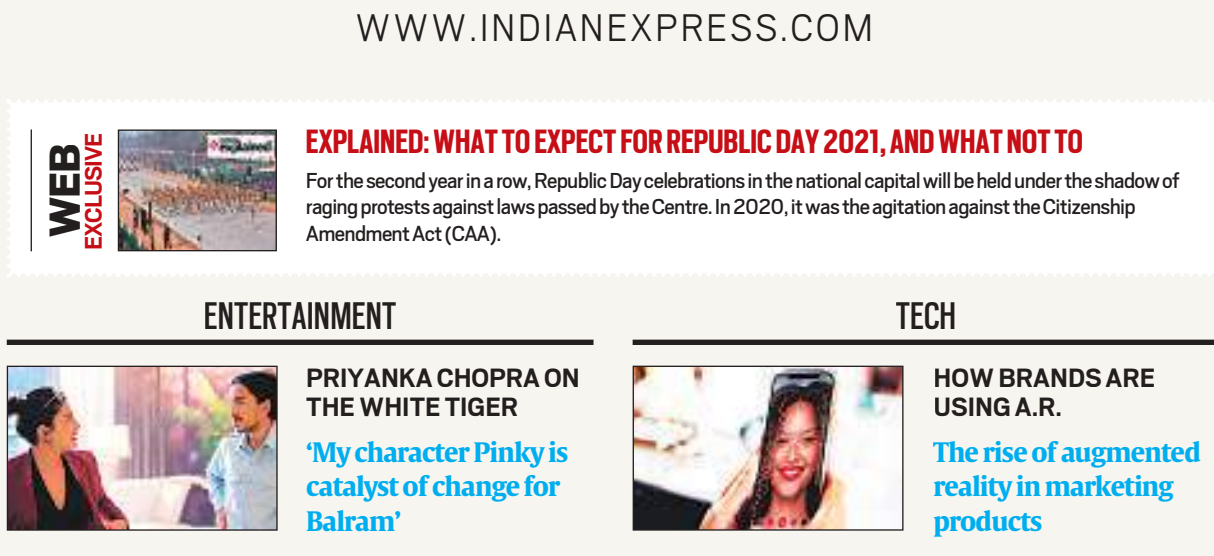 WWW.INDIANEXPRESS.COM
WEB
EXCLUSIVE
Explained
EXPLAINED: WHAT TO EXPECT FOR REPUBLIC DAY 2021, AND WHAT NOT TO
For the second year in a row, Republic Day celebrations in the national capital will be held under the shadow of
raging protests against laws passed by the Centre. In 2020, it was the agitation against the Citizenship
Amendment Act (CAA).
ENTERTAINMENT
PRIYANKA CHOPRA ON
THE WHITE TIGER
‘My character Pinky is
catalyst of change for
Balram’
TECH
HOW BRANDS ARE
USING A.R.
The rise of augmented
reality in marketing
products